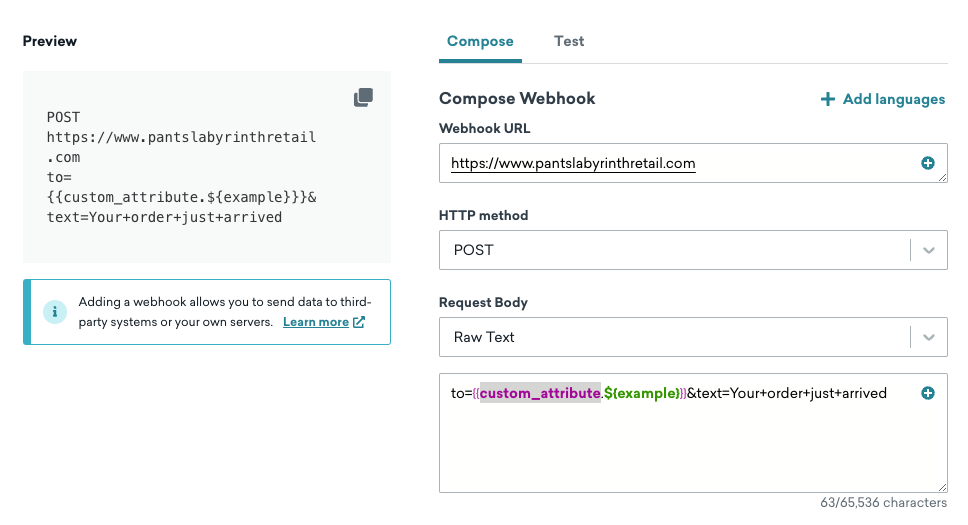 Preview
POST
https://www.pantslabyrinthretail
.com
to=
{{custom_attribute.${example}}}&
text=Your+order+just+arrived
Adding a webhook allows you to send data to third-
party systems or your own servers. Learn more
Compose Test
Compose Webhook
Add languages
Webhook URL
https://www.pantslabyrinthretail.com
HTTP method
POST
Request Body
Raw Text
to={{custom_attribute.${example}}}&text=Your+order+just+arrived
63/65,536 characters